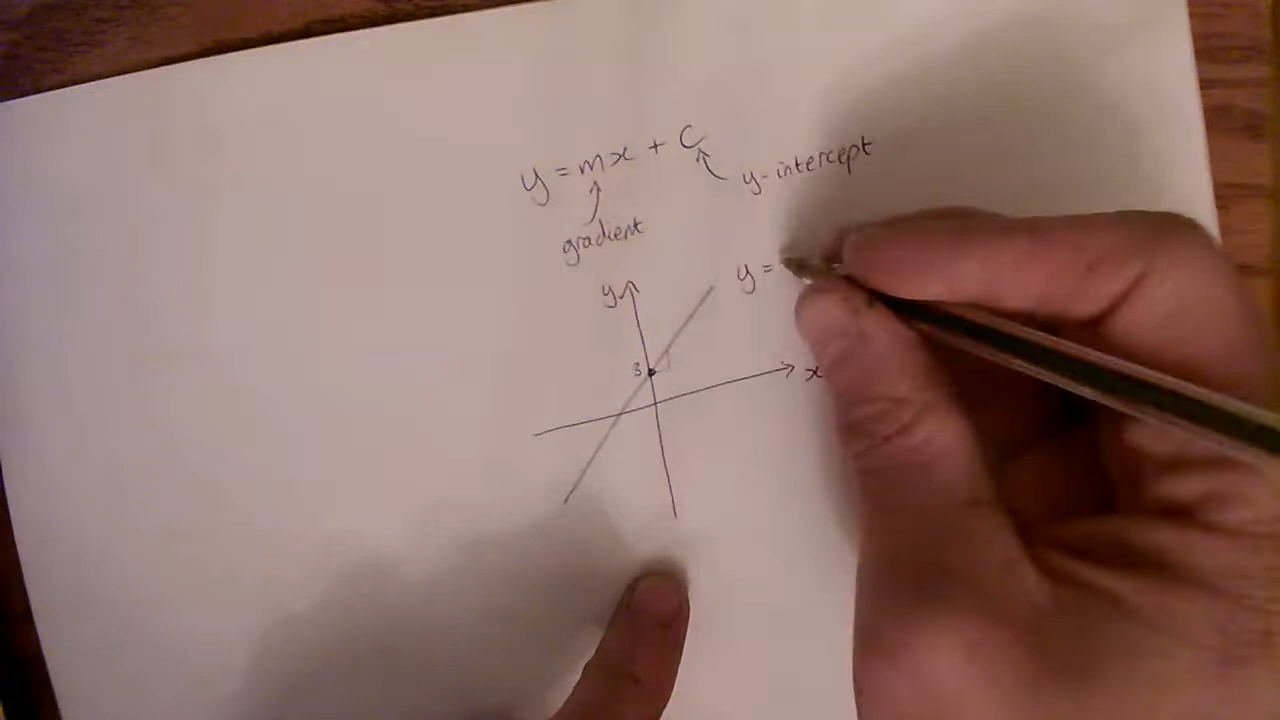 y = mx + c
y-intercept
gradient
y =
y
3
x